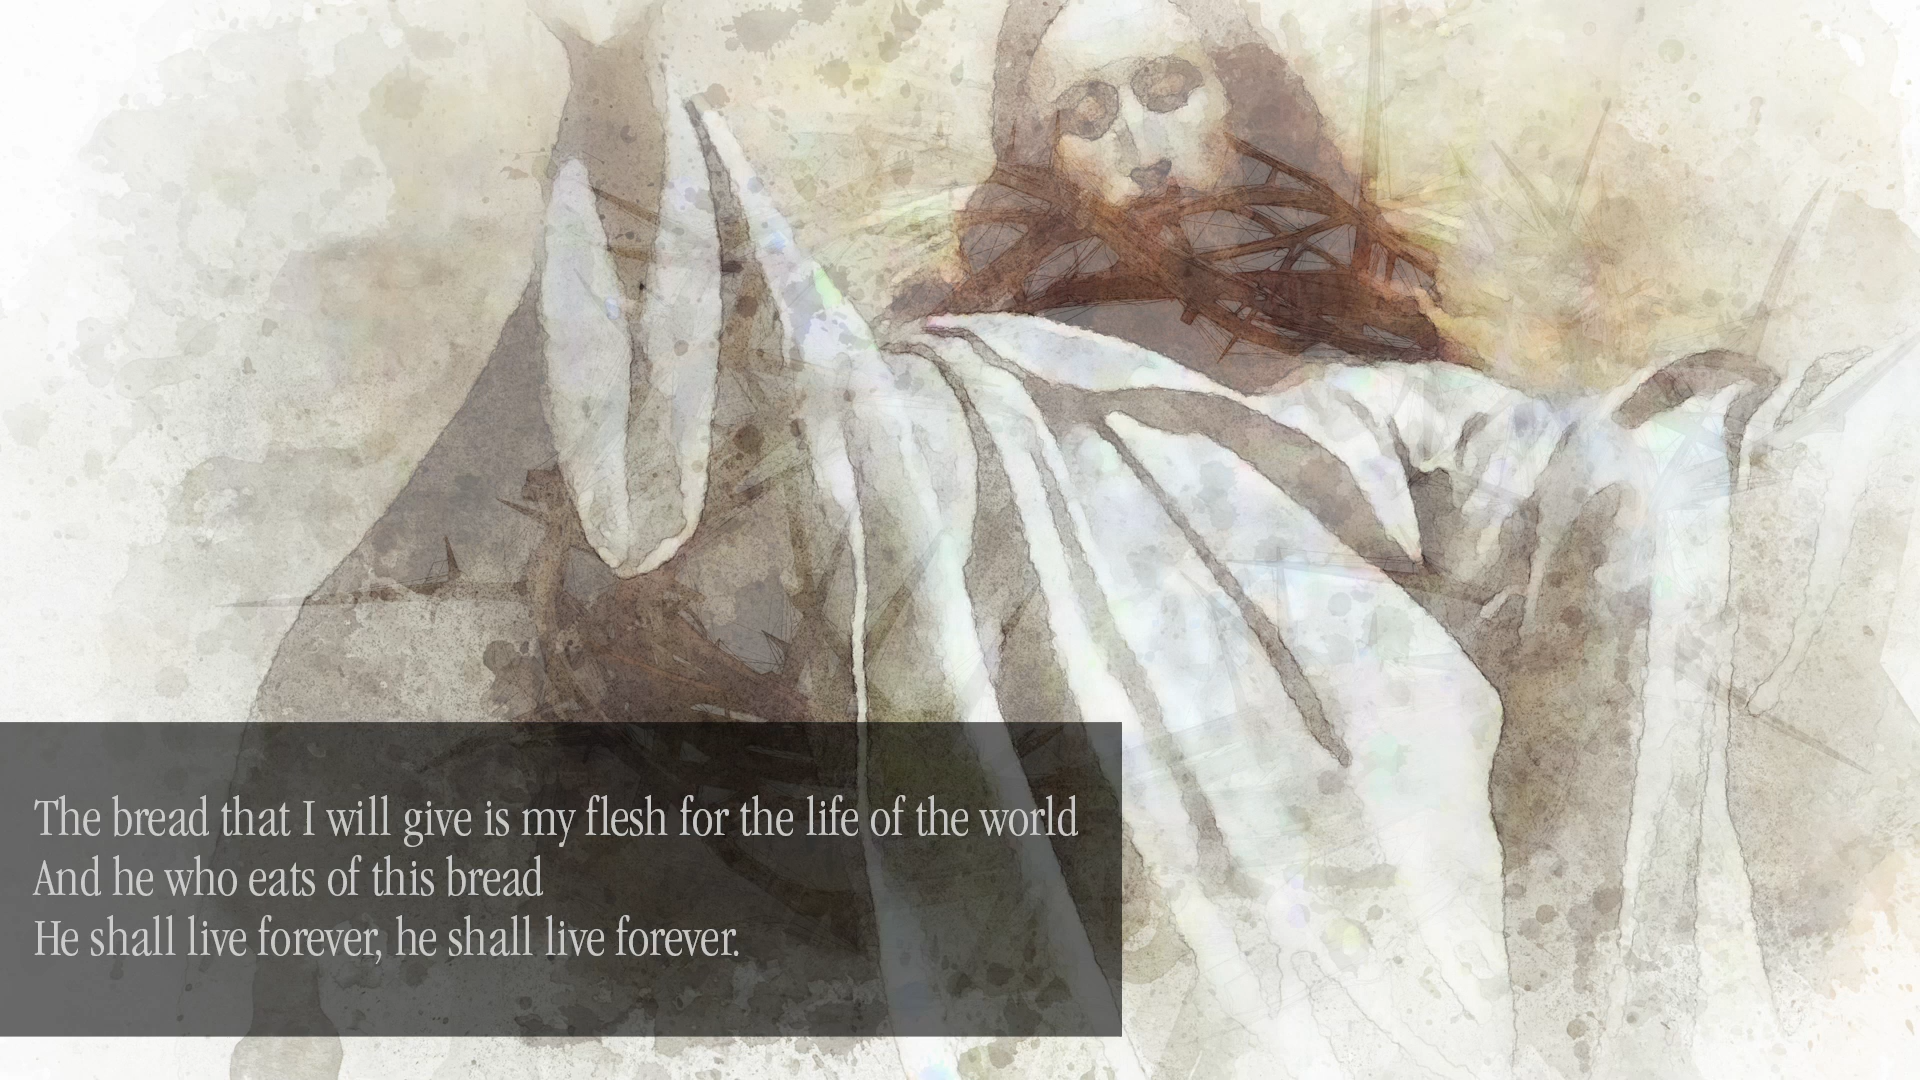 The bread that I will give is my flesh for the life of the world
And he who eats of this bread
He shall live forever, he shall live forever.